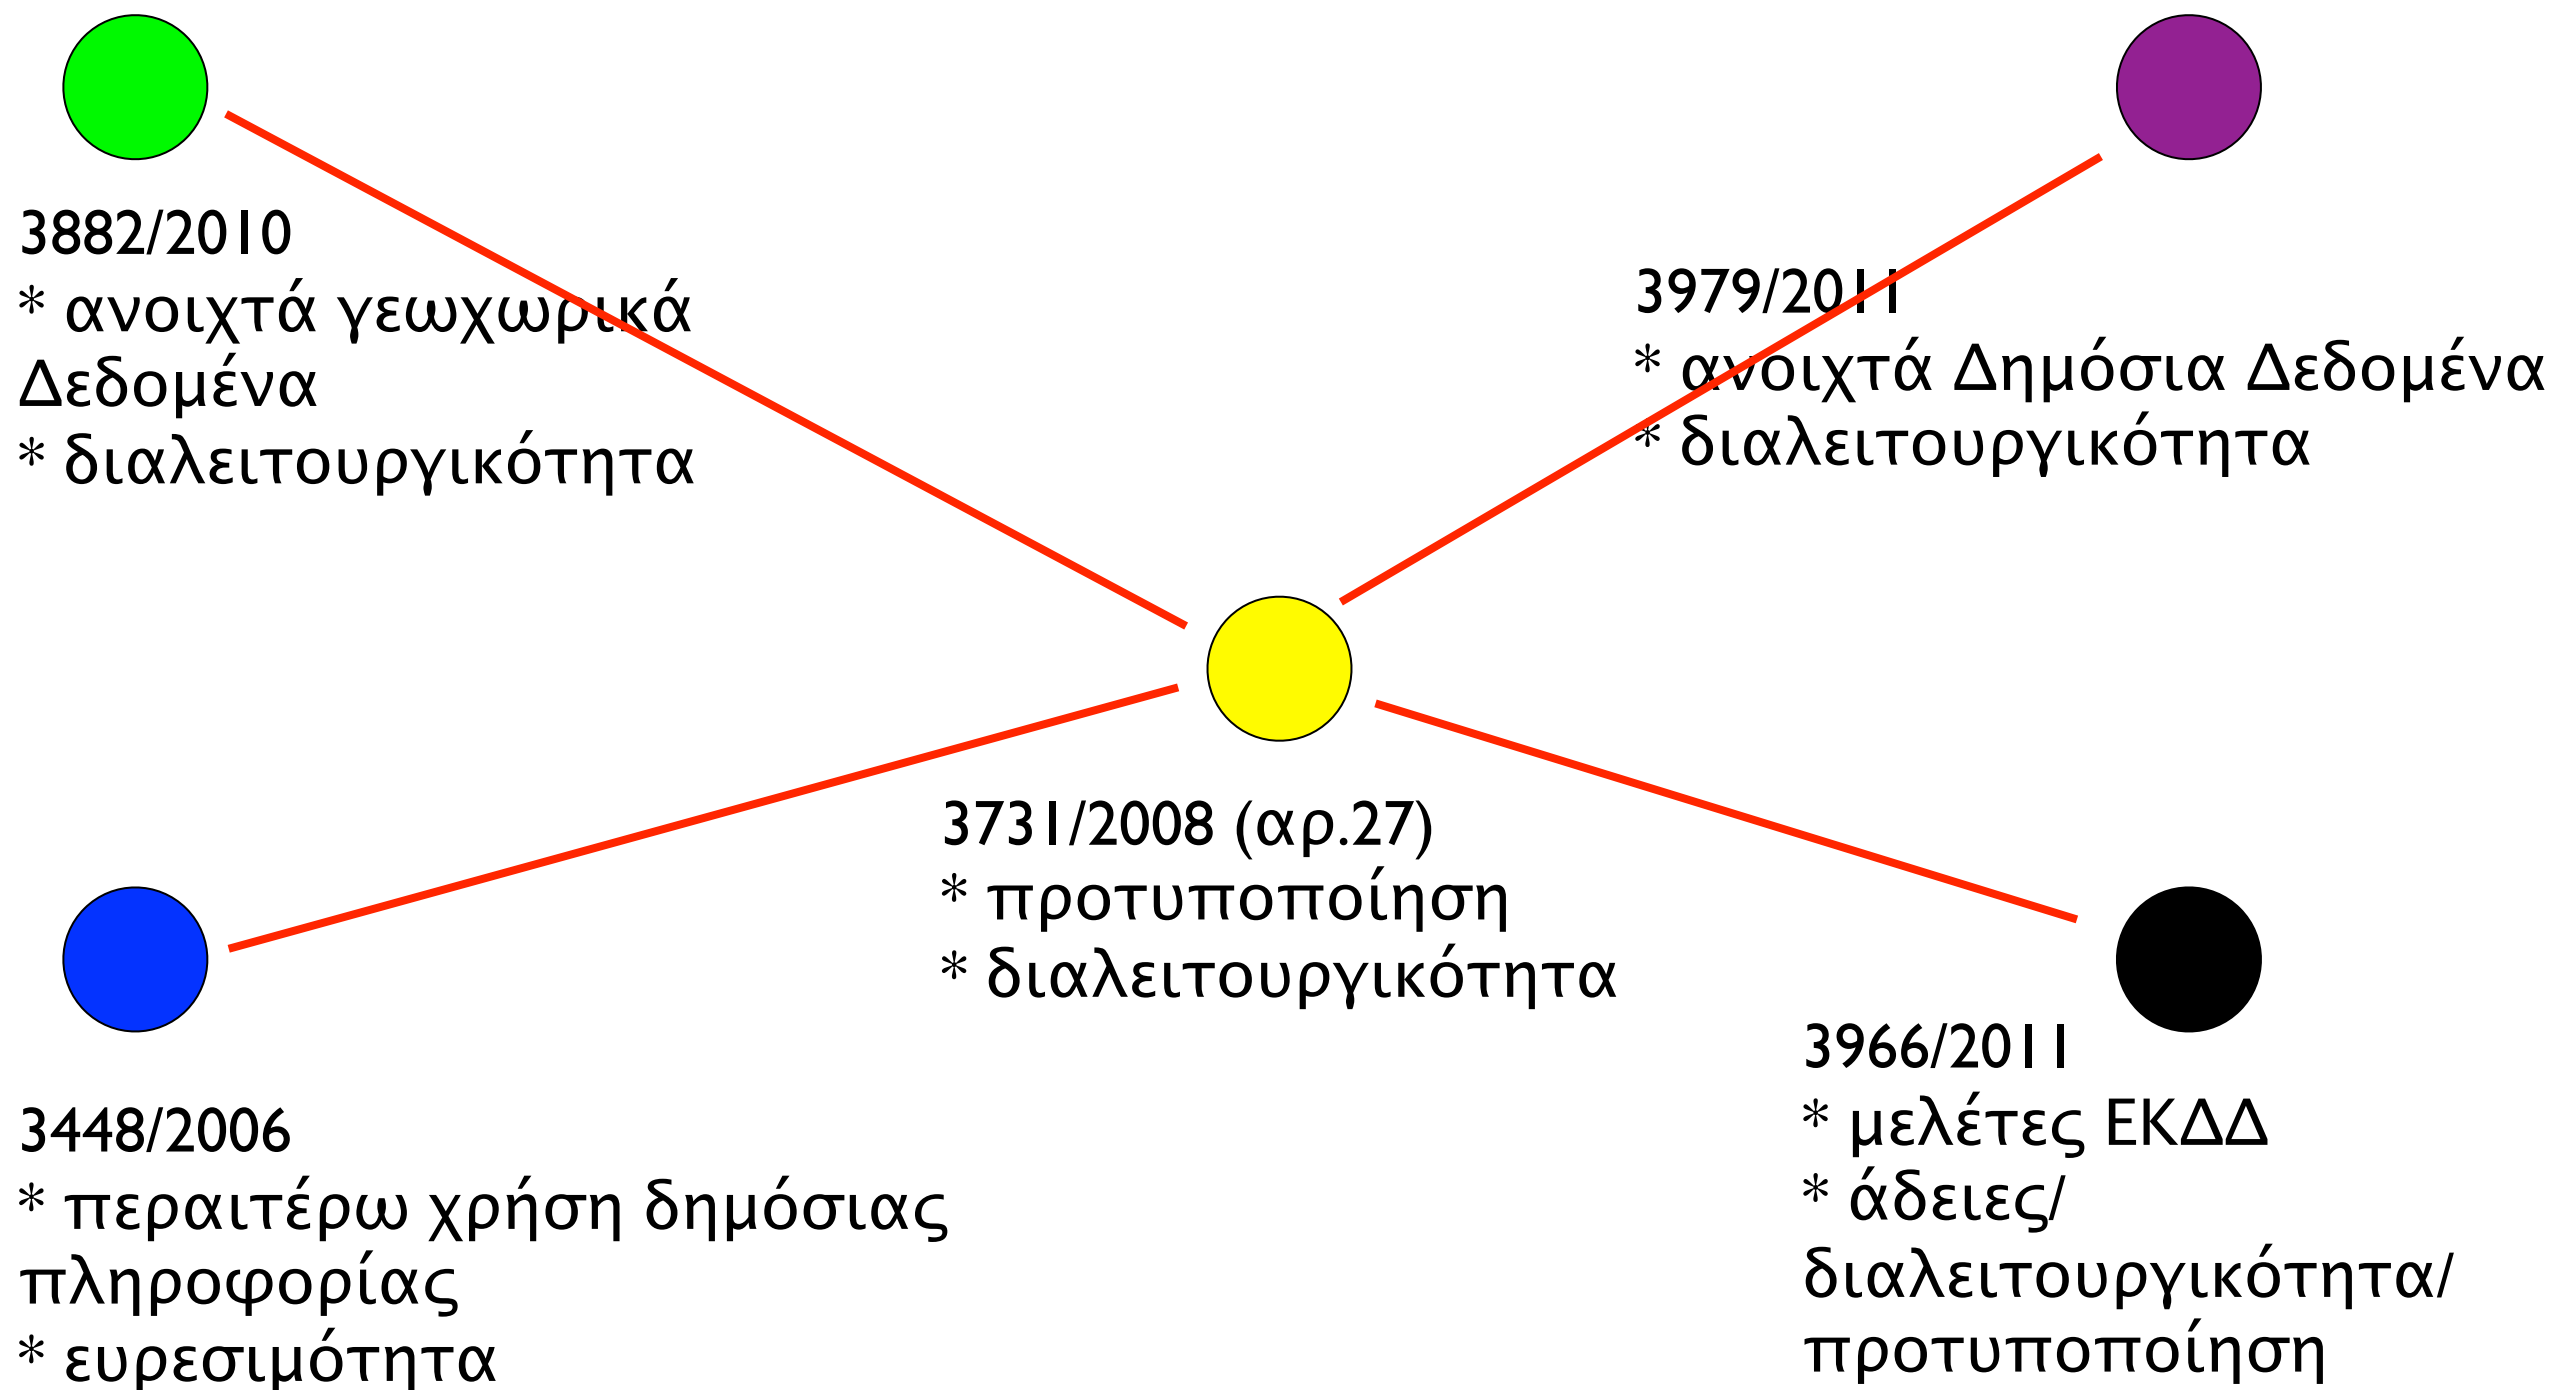 3882/2010
* ανοιχτά γεωχωρικά
Δεδομένα
* διαλειτουργικότητα
3979/2011
* ανοιχτά Δημόσια Δεδομένα
* διαλειτουργικότητα
3731/2008 (αρ.27)
* προτυποποίηση
* διαλειτουργικότητα
3448/2006
* περαιτέρω χρήση δημόσιας
πληροφορίας
* ευρεσιμότητα
3966/2011
* μελέτες ΕΚΔΔ
* άδειες/
διαλειτουργικότητα/
προτυποποίηση